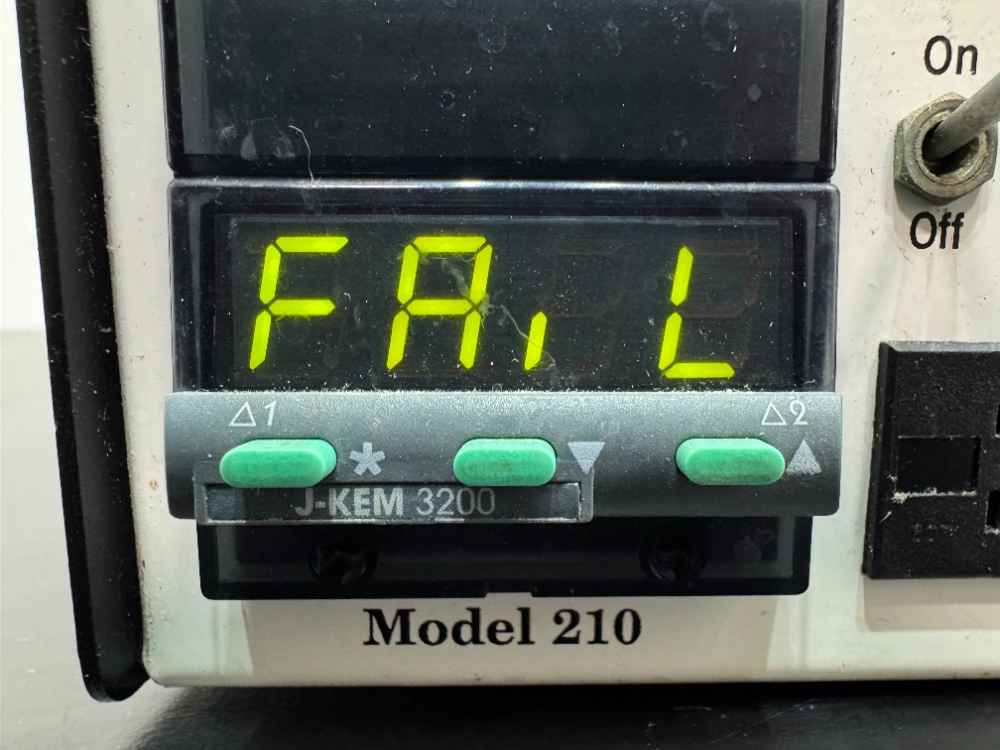 On
Off
FAiL
△1 △2
* ▼ ▲
J-KEM 3200
Model 210